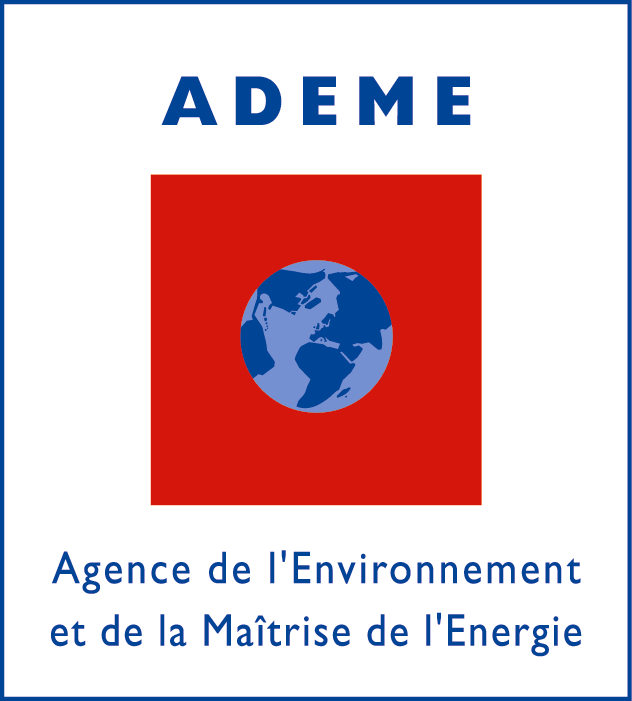 ADEME
Agence de l'Environnement
et de la Maîtrise de l'Energie